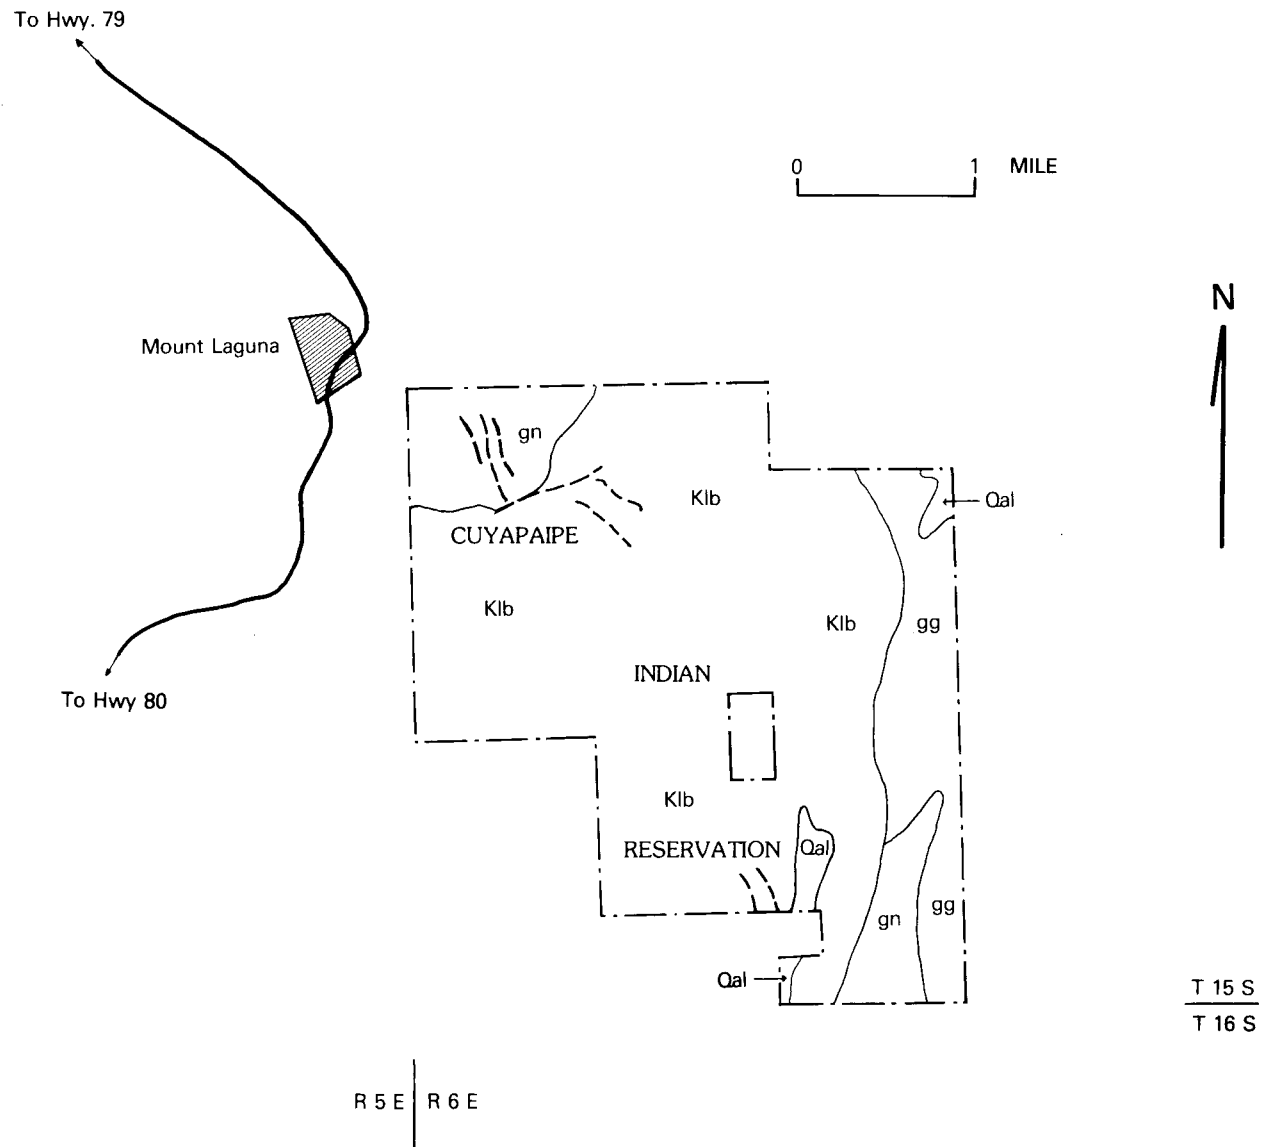 To Hwy. 79
0 1 MILE
N
Mount Laguna
gn
Klb
Qal
CUYAPAIPE
Klb
Klb
gg
INDIAN
To Hwy 80
Klb
RESERVATION
Qal
gn
gg
Qal
T 15 S
T 16 S
R 5 E R 6 E